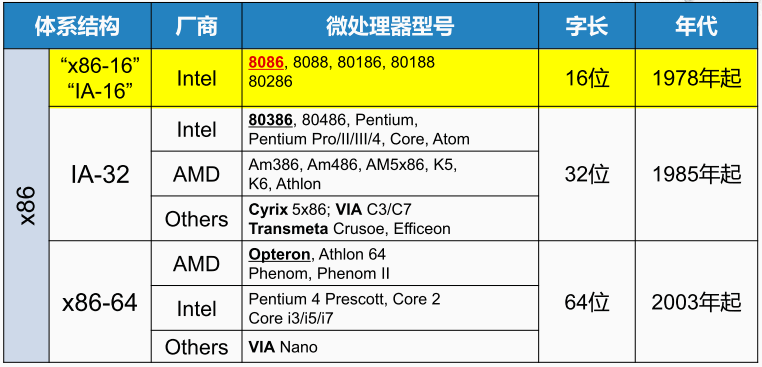 体系结构 厂商 微处理器型号 字长 年代
x86
“x86-16”
“IA-16”
Intel
8086, 8088, 80186, 80188
80286
16位
1978年起
IA-32
Intel
80386, 80486, Pentium,
Pentium Pro/II/III/4, Core, Atom
AMD
Am386, Am486, AM5x86, K5,
K6, Athlon
Others
Cyrix 5x86; VIA C3/C7
Transmeta Crusoe, Efficeon
32位
1985年起
x86-64
AMD
Opteron, Athlon 64
Phenom, Phenom II
Intel
Pentium 4 Prescott, Core 2
Core i3/i5/i7
Others
VIA Nano
64位
2003年起